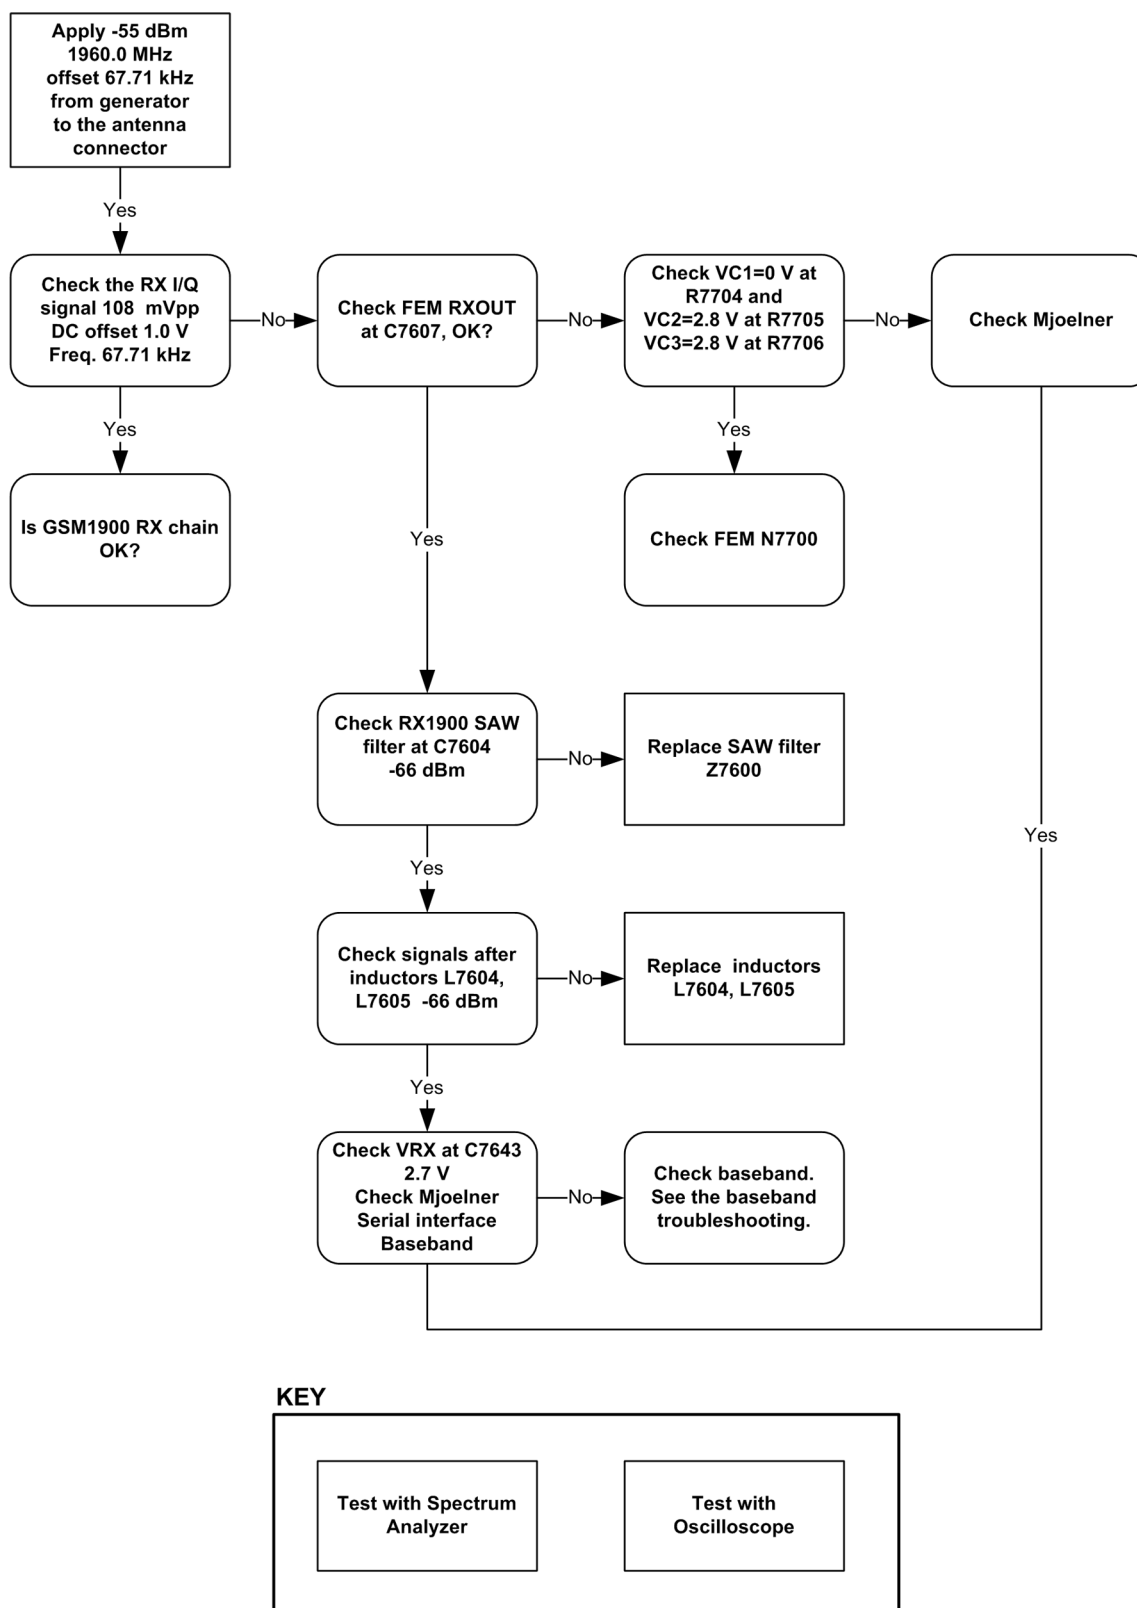 Apply -55 dBm
1960.0 MHz
offset 67.71 kHz
from generator
to the antenna
connector
Yes
Check the RX I/Q
signal 108 mVpp
DC offset 1.0 V
Freq. 67.71 kHz
No
Check FEM RXOUT
at C7607, OK?
No
Check VC1=0 V at
R7704 and
VC2=2.8 V at R7705
VC3=2.8 V at R7706
No
Check Mjoelner
Yes
Yes
Is GSM1900 RX chain
OK?
Check FEM N7700
Yes
Check RX1900 SAW
filter at C7604
-66 dBm
No
Replace SAW filter
Z7600
Yes
Yes
Check signals after
inductors L7604,
L7605 -66 dBm
No
Replace inductors
L7604, L7605
Yes
Check VRX at C7643
2.7 V
Check Mjoelner
Serial interface
Baseband
No
Check baseband.
See the baseband
troubleshooting.
KEY
Test with Spectrum
Analyzer
Test with
Oscilloscope